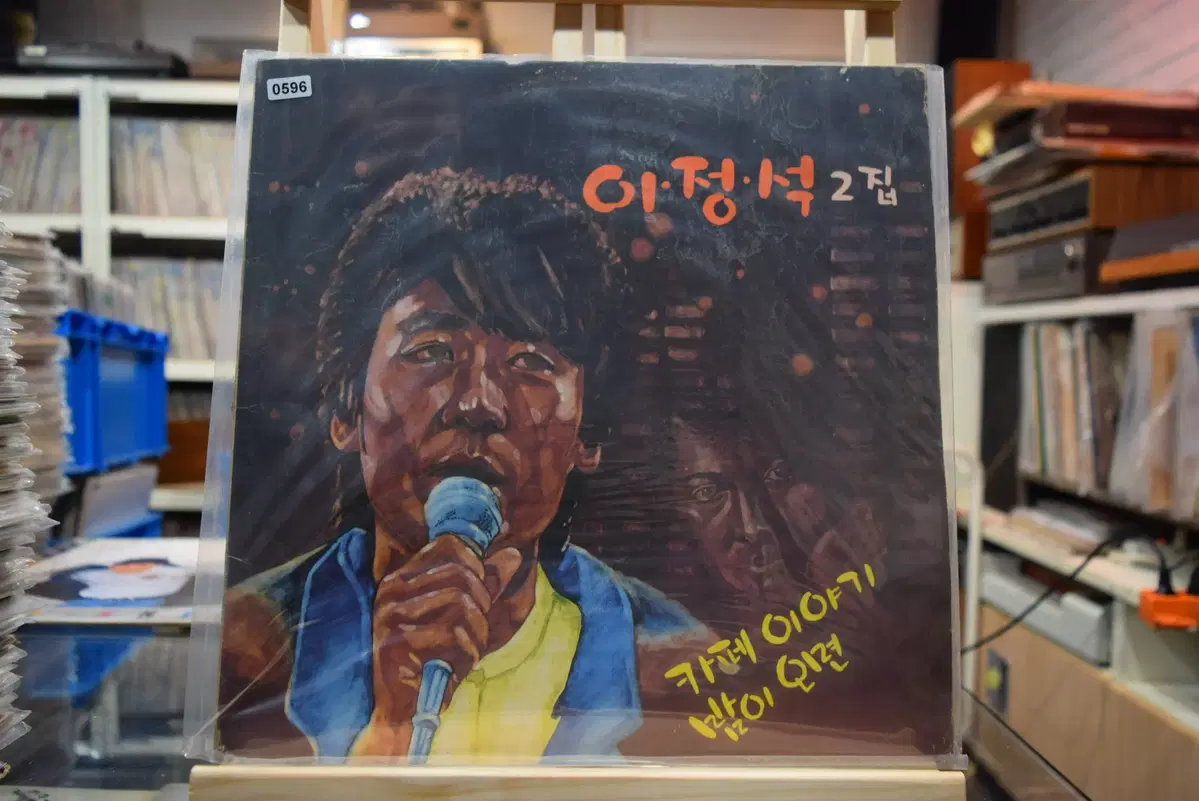 0596
이·정·석 2집
카페 이야기
밤이 오면